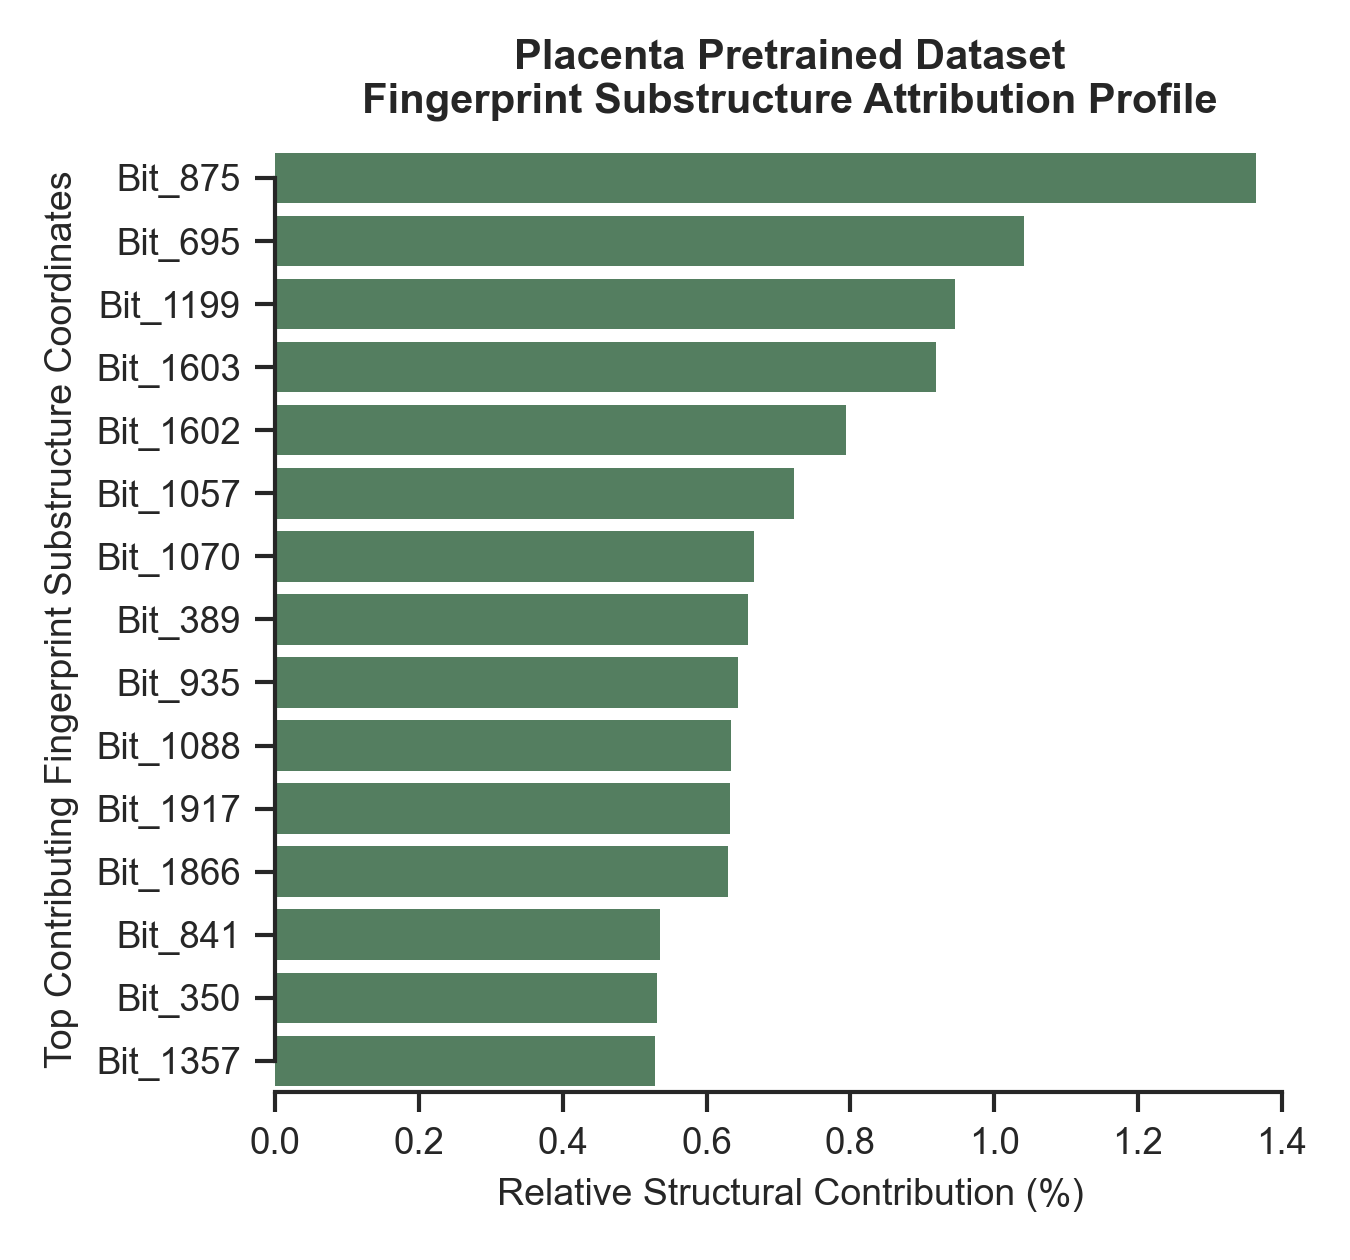 Placenta Pretrained Dataset
Fingerprint Substructure Attribution Profile
Top Contributing Fingerprint Substructure Coordinates
Bit_875
Bit_695
Bit_1199
Bit_1603
Bit_1602
Bit_1057
Bit_1070
Bit_389
Bit_935
Bit_1088
Bit_1917
Bit_1866
Bit_841
Bit_350
Bit_1357
0.0 0.2 0.4 0.6 0.8 1.0 1.2 1.4
Relative Structural Contribution (%)